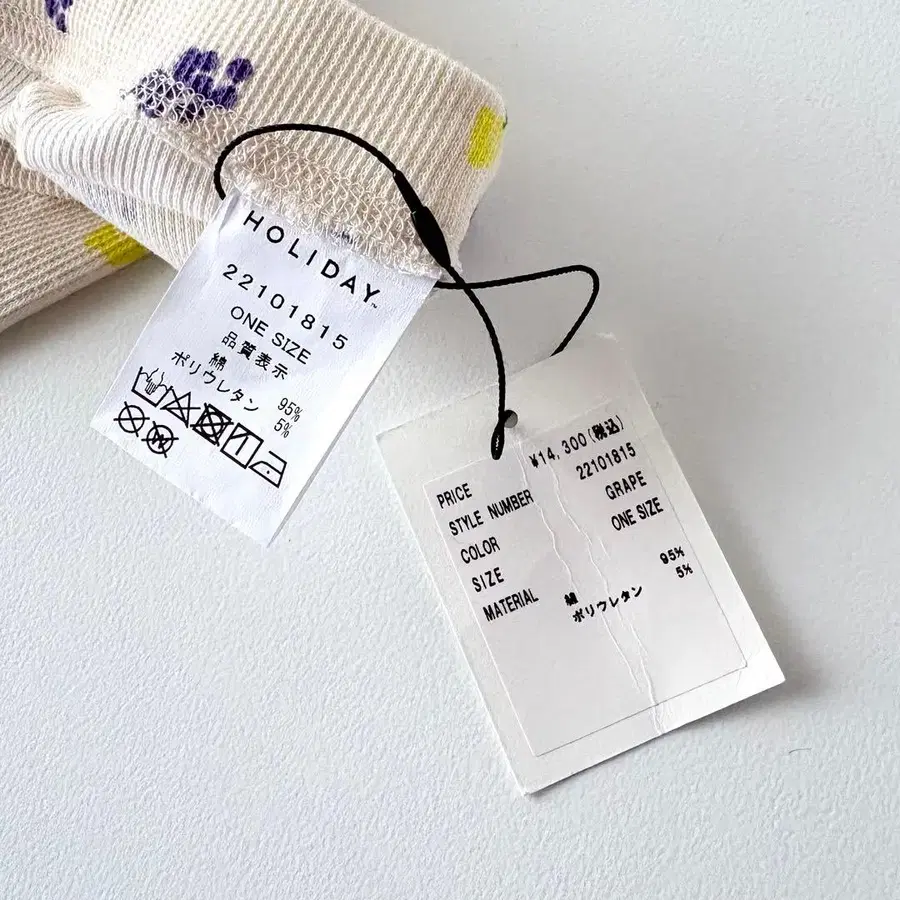 HOLIDAY™
22101815
ONE SIZE
品質表示
綿 95%
ポリウレタン 5%
PRICE ¥14,300(税込)
STYLE NUMBER 22101815
COLOR GRAPE
SIZE ONE SIZE
MATERIAL 綿 95%
ポリウレタン 5%